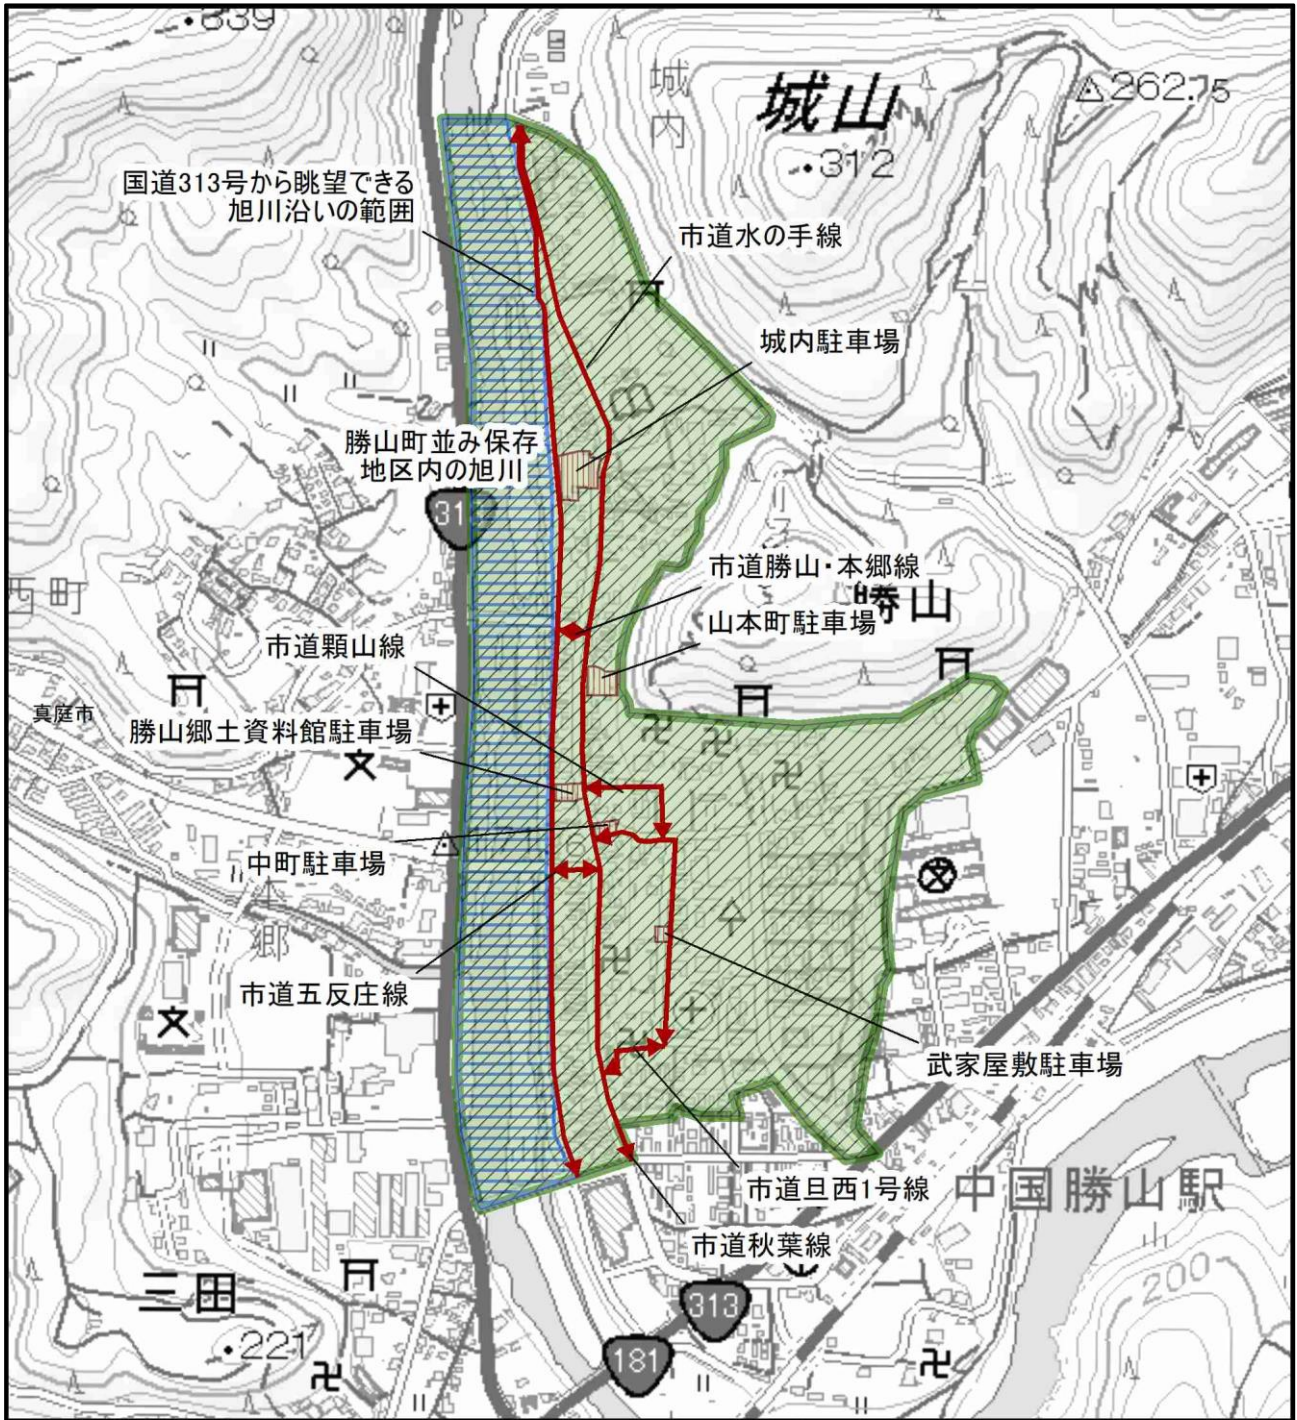 ・839
城内
城山
・312
262.75
国道313号から眺望できる
旭川沿いの範囲
市道水の手線
城内駐車場
勝山町並み保存
地区内の旭川
市道勝山・本郷線
勝山
山本町駐車場
西町
市道顆山線
真庭市
勝山郷土資料館駐車場
中町駐車場
本郷
市道五反庄線
武家屋敷駐車場
市道旦西1号線
中国勝山駅
市道秋葉線
三田
・221
313
181
200